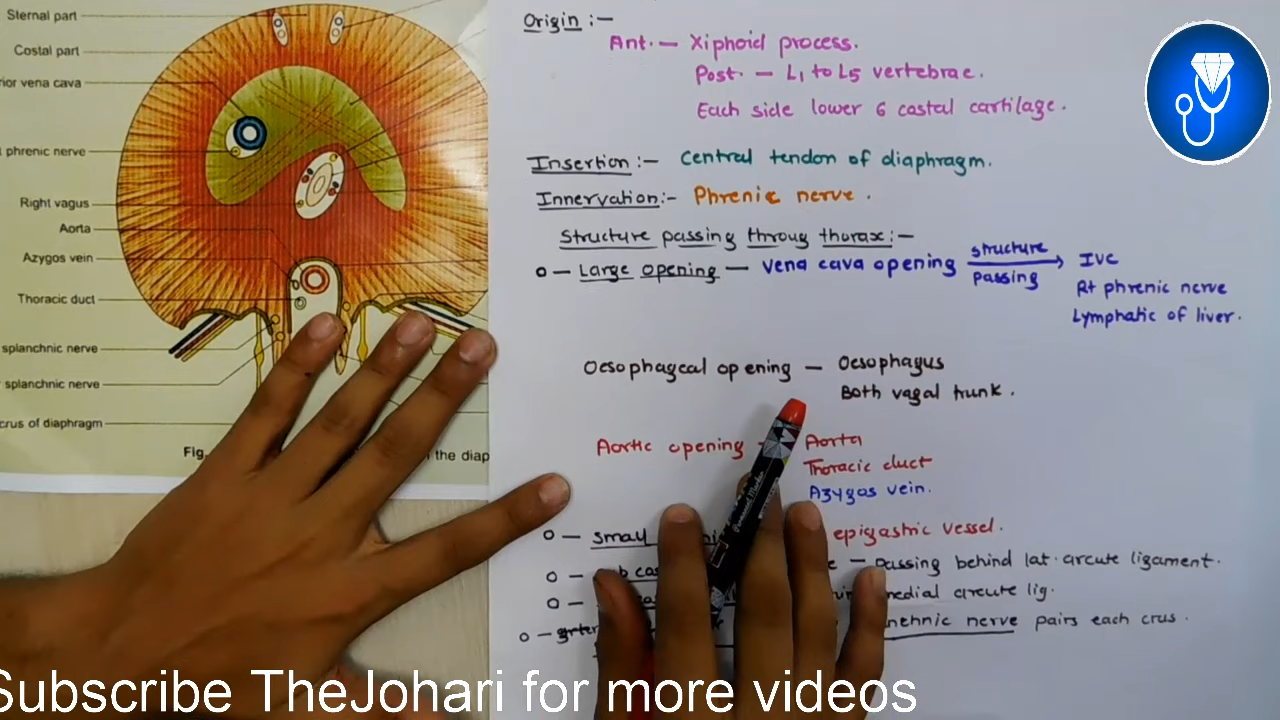 Sternal part
Costal part
ior vena cava
phrenic nerve
Right vagus
Aorta
Azygos vein
Thoracic duct
splanchnic nerve
splanchnic nerve
crus of diaphragm
Fig.
the diap
Origin :-
Ant. - Xiphoid process.
Post. - L1 to L5 vertebrae.
Each side lower 6 costal cartilage.
Insertion :- Central tendon of diaphragm.
Innervation:- Phrenic nerve.
Structure passing throug thorax:-
o - Large opening - vena cava opening structure passing IVC
Rt phrenic nerve
Lymphatic of liver.
Oesophageal opening - Oesophagus
Both vagal trunk.
Aortic opening - Aorta
Thoracic duct
Azygos vein.
o - small epigastric vessel.
o - - passing behind lat. arcute ligament.
o - medial arcute lig.
o - nerve pairs each crus.
Subscribe TheJohari for more videos